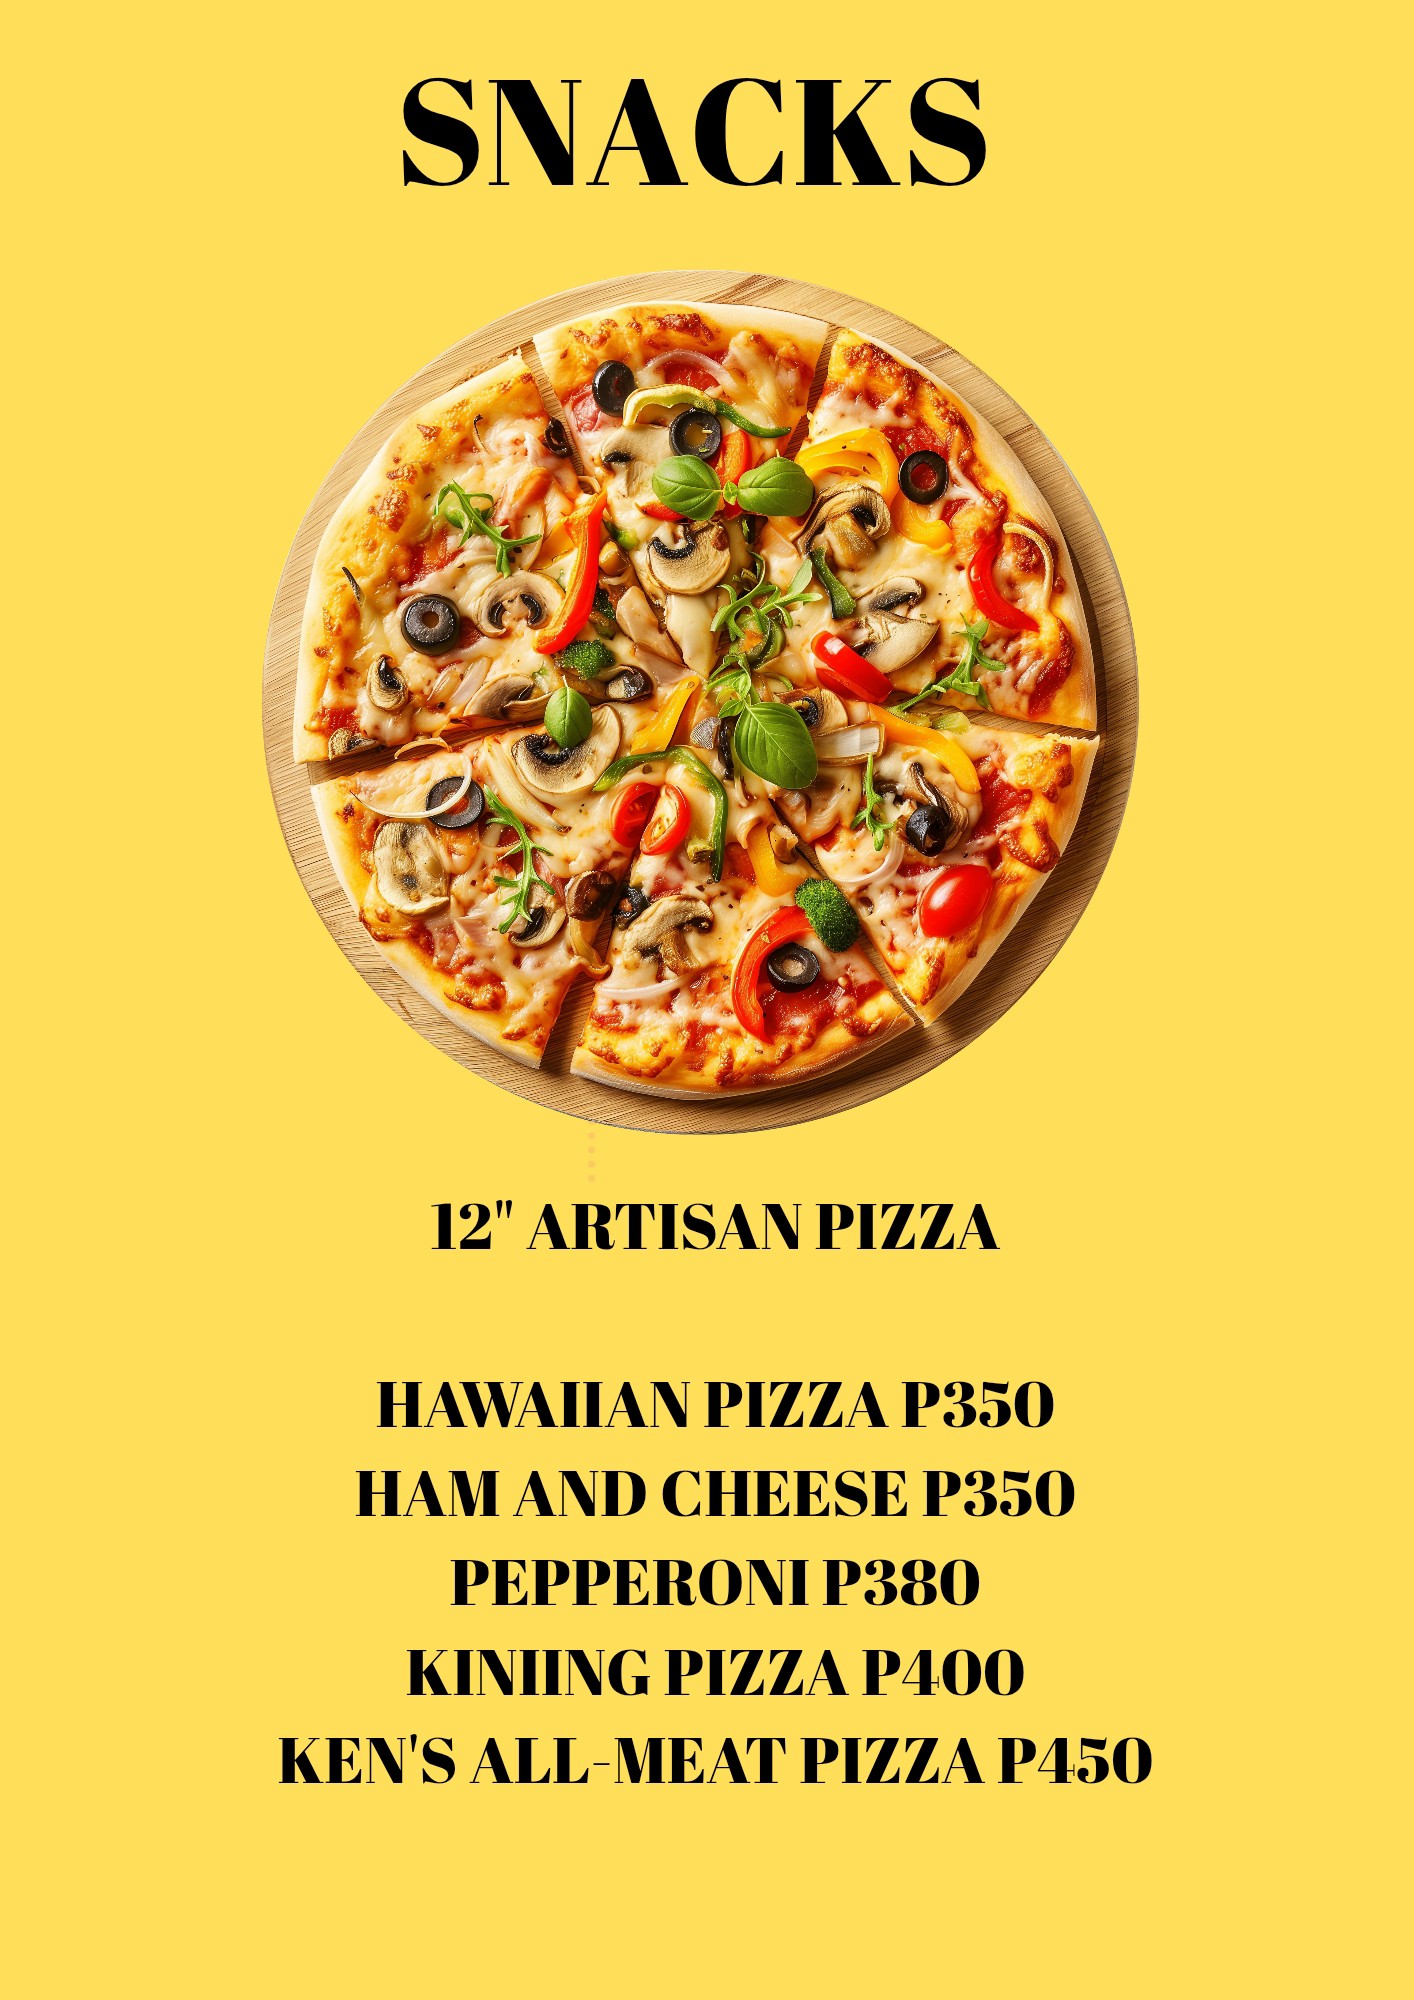 SNACKS
12" ARTISAN PIZZA
HAWAIIAN PIZZA P350
HAM AND CHEESE P350
PEPPERONI P380
KINIING PIZZA P400
KEN'S ALL-MEAT PIZZA P450